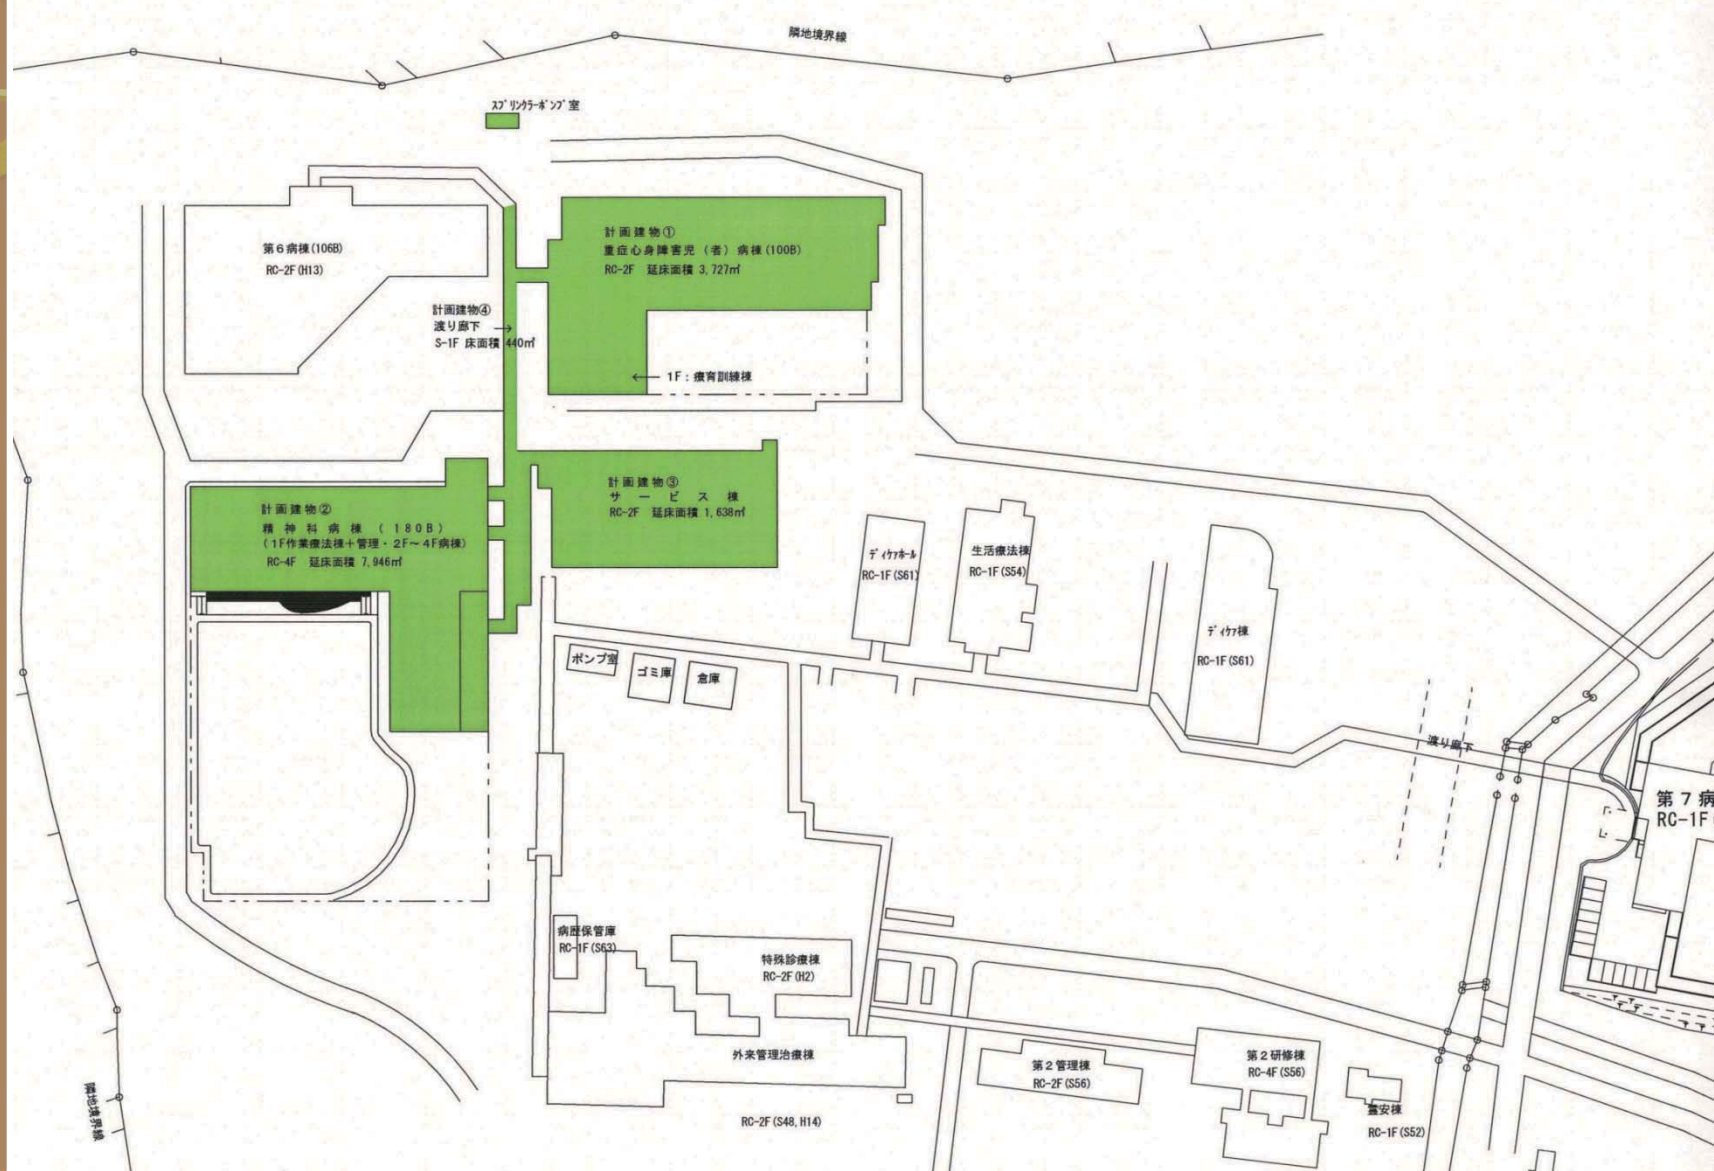 隣地境界線
スプリンクラーポンプ室
第6病棟(106B)
RC-2F(H13)
計画建物①
重症心身障害児（者）病棟(100B)
RC-2F 延床面積 3,727㎡
計画建物④
渡り廊下
S-1F 床面積 440㎡
1F：療育訓練棟
計画建物②
精神科病棟（180B）
(1F作業療法棟＋管理・2F～4F病棟)
RC-4F 延床面積 7,946㎡
計画建物③
サービス棟
RC-2F 延床面積 1,638㎡
ディケアホール
RC-1F(S61)
生活療法棟
RC-1F(S54)
ディケア棟
RC-1F(S61)
ポンプ室
ゴミ庫
倉庫
渡り廊下
第7病
RC-1F
病歴保管庫
RC-1F(S63)
特殊診療棟
RC-2F(H2)
外来管理治療棟
RC-2F(S48,H14)
第2管理棟
RC-2F(S56)
第2研修棟
RC-4F(S56)
霊安棟
RC-1F(S52)
隣地境界線